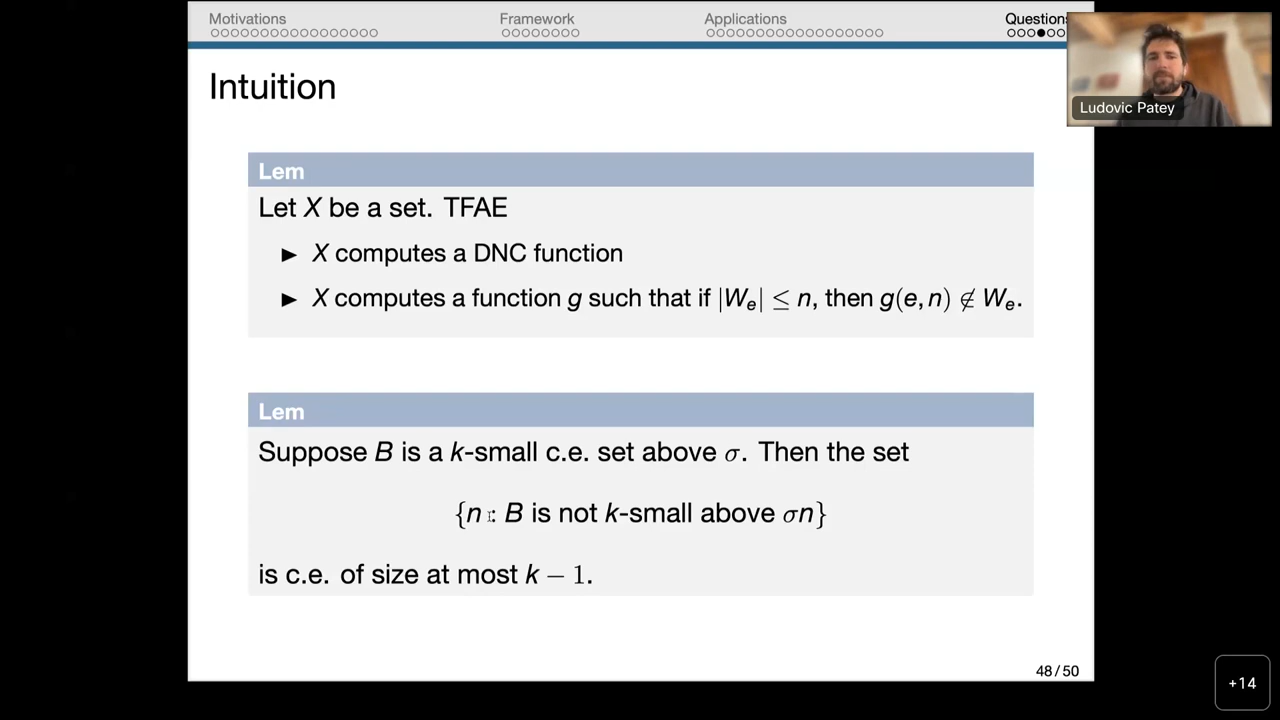 Motivations Framework Applications Question
Ludovic Patey
Intuition
Lem
Let X be a set. TFAE
▶ X computes a DNC function
▶ X computes a function g such that if |W_e| ≤ n, then g(e, n) ∉ W_e.
Lem
Suppose B is a k-small c.e. set above σ. Then the set
{n : B is not k-small above σn}
is c.e. of size at most k − 1.
48 / 50
+14